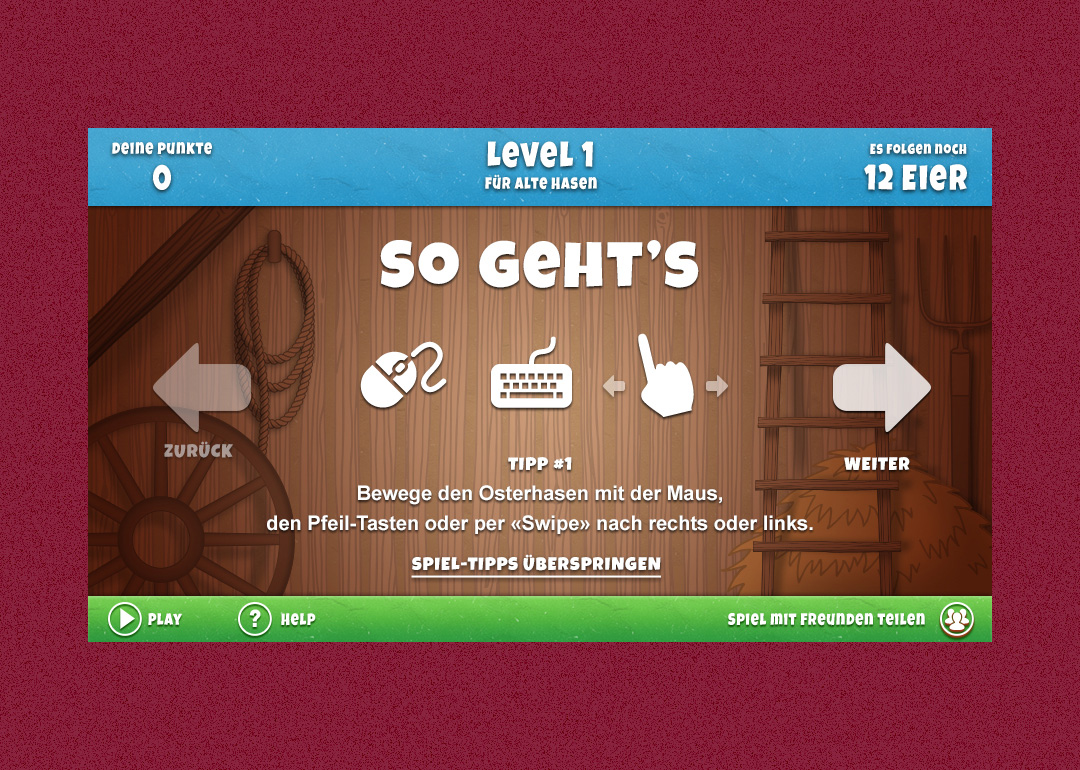 Deine Punkte
0
Level 1
für alte Hasen
Es folgen noch
12 Eier
So geht's
ZURÜCK
WEITER
TIPP #1
Bewege den Osterhasen mit der Maus,
den Pfeil-Tasten oder per «Swipe» nach rechts oder links.
SPIEL-TIPPS ÜBERSPRINGEN
PLAY
?
HELP
Spiel mit Freunden teilen